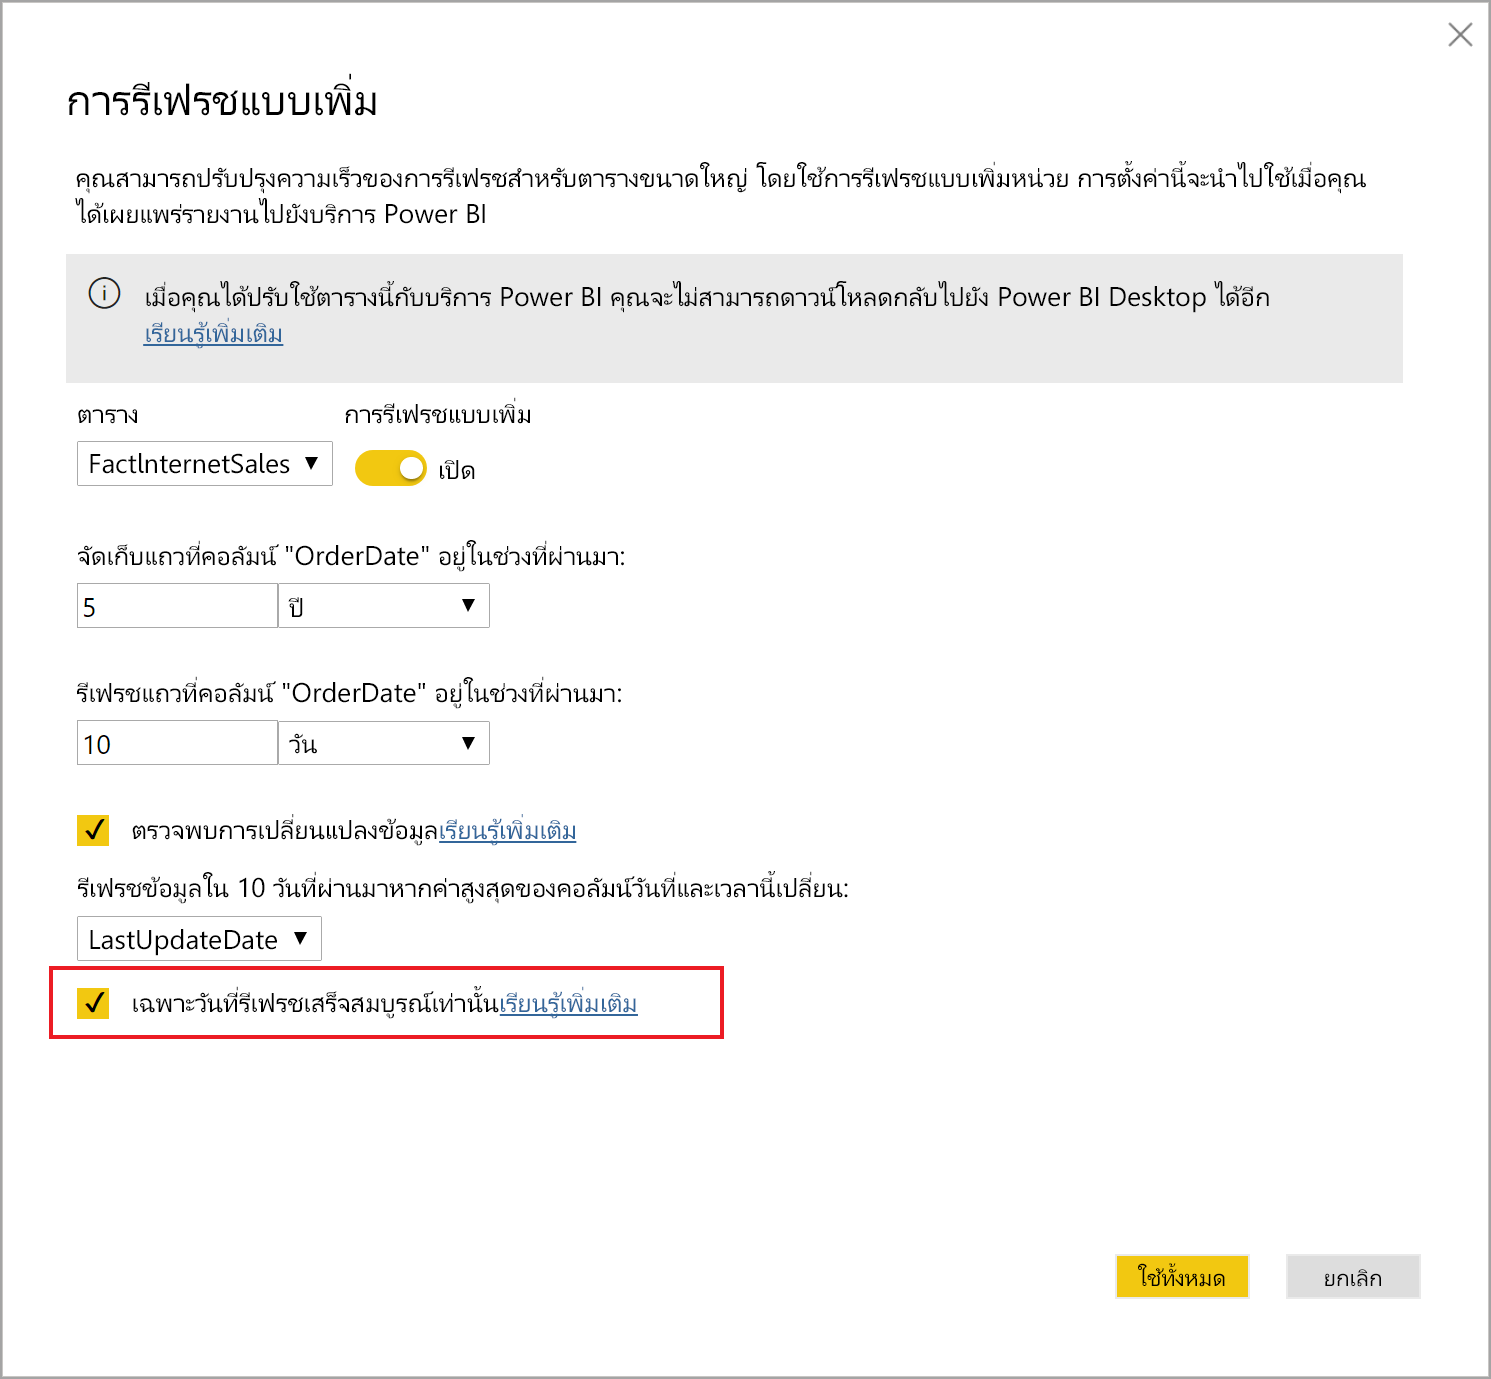 การรีเฟรชแบบเพิ่ม
คุณสามารถปรับปรุงความเร็วของการรีเฟรชสำหรับตารางขนาดใหญ่ โดยใช้การรีเฟรชแบบเพิ่มหน่วย การตั้งค่านี้จะนำไปใช้เมื่อคุณ
ได้เผยแพร่รายงานไปยังบริการ Power BI
เมื่อคุณได้ปรับใช้ตารางนี้กับบริการ Power BI คุณจะไม่สามารถดาวน์โหลดกลับไปยัง Power BI Desktop ได้อีก
เรียนรู้เพิ่มเติม
ตาราง การรีเฟรชแบบเพิ่ม
FactInternetSales เปิด
จัดเก็บแถวที่คอลัมน์ "OrderDate" อยู่ในช่วงที่ผ่านมา:
5 ปี
รีเฟรชแถวที่คอลัมน์ "OrderDate" อยู่ในช่วงที่ผ่านมา:
10 วัน
ตรวจพบการเปลี่ยนแปลงข้อมูลเรียนรู้เพิ่มเติม
รีเฟรชข้อมูลใน 10 วันที่ผ่านมาหากค่าสูงสุดของคอลัมน์วันที่และเวลานี้เปลี่ยน:
LastUpdateDate
เฉพาะวันที่รีเฟรชเสร็จสมบูรณ์เท่านั้นเรียนรู้เพิ่มเติม
ใช้ทั้งหมด ยกเลิก